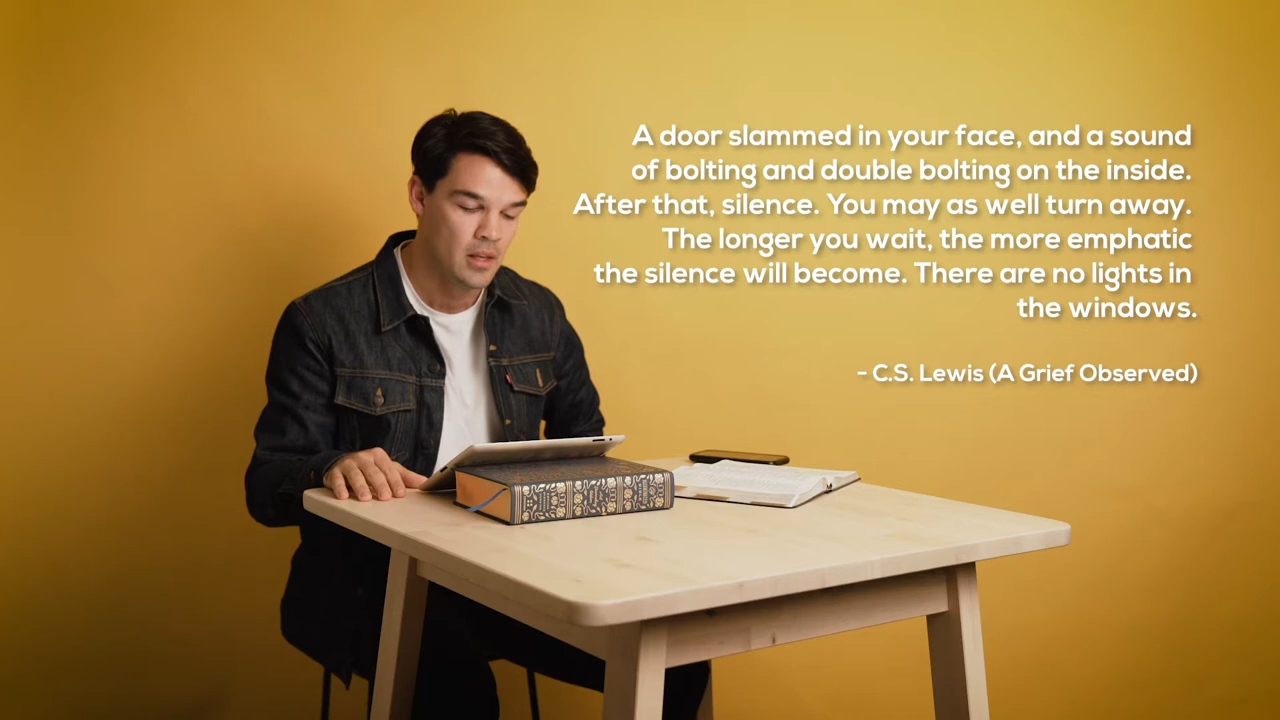 A door slammed in your face, and a sound
of bolting and double bolting on the inside.
After that, silence. You may as well turn away.
The longer you wait, the more emphatic
the silence will become. There are no lights in
the windows.
- C.S. Lewis (A Grief Observed)